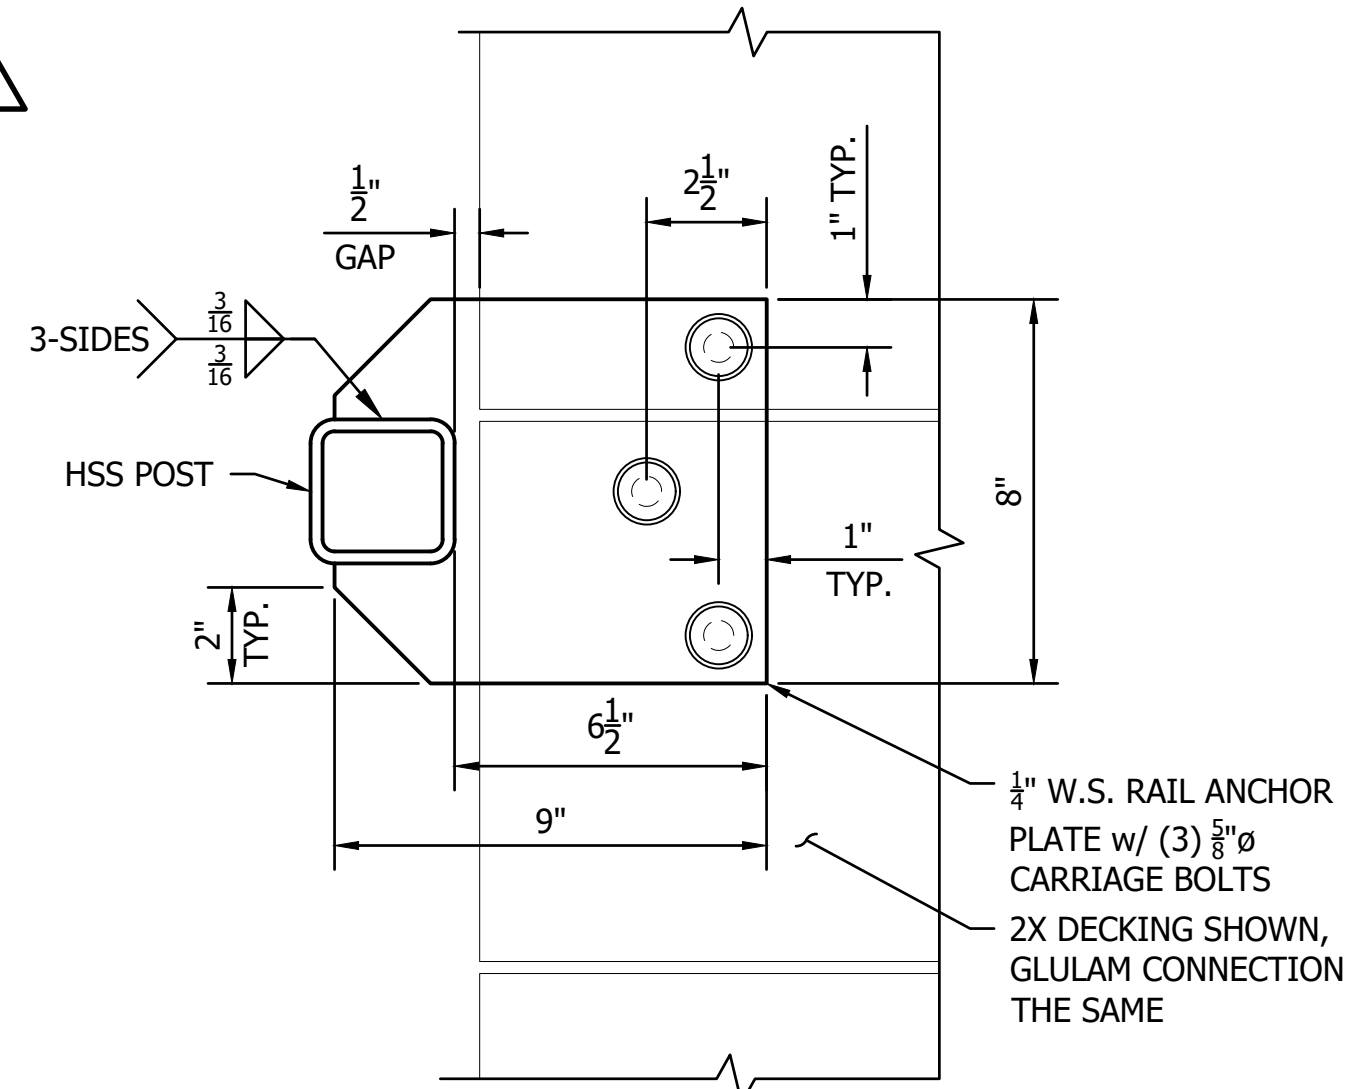 1" TYP.
1/2"
GAP
2 1/2"
3-SIDES
3/16
3/16
HSS POST
8"
1"
TYP.
2"
TYP.
6 1/2"
9"
1/4" W.S. RAIL ANCHOR
PLATE w/ (3) 5/8"ø
CARRIAGE BOLTS
2X DECKING SHOWN,
GLULAM CONNECTION
THE SAME